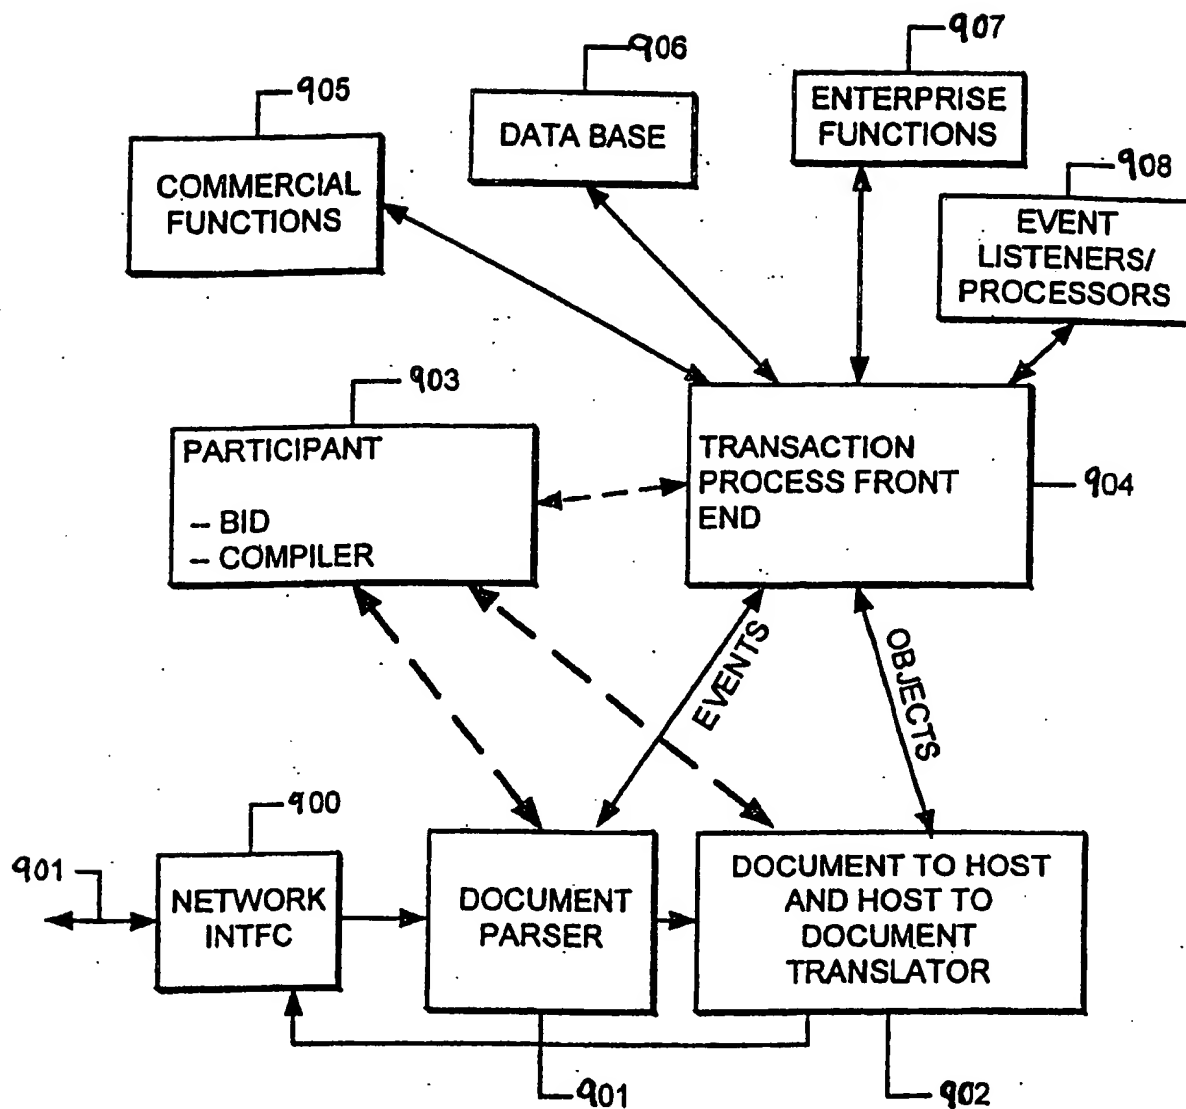 907
906
905
ENTERPRISE
FUNCTIONS
DATA BASE
908
COMMERCIAL
FUNCTIONS
EVENT
LISTENERS/
PROCESSORS
903
PARTICIPANT
– BID
– COMPILER
TRANSACTION
PROCESS FRONT
END
904
EVENTS
OBJECTS
900
901
NETWORK
INTFC
DOCUMENT
PARSER
DOCUMENT TO HOST
AND HOST TO
DOCUMENT
TRANSLATOR
901
902